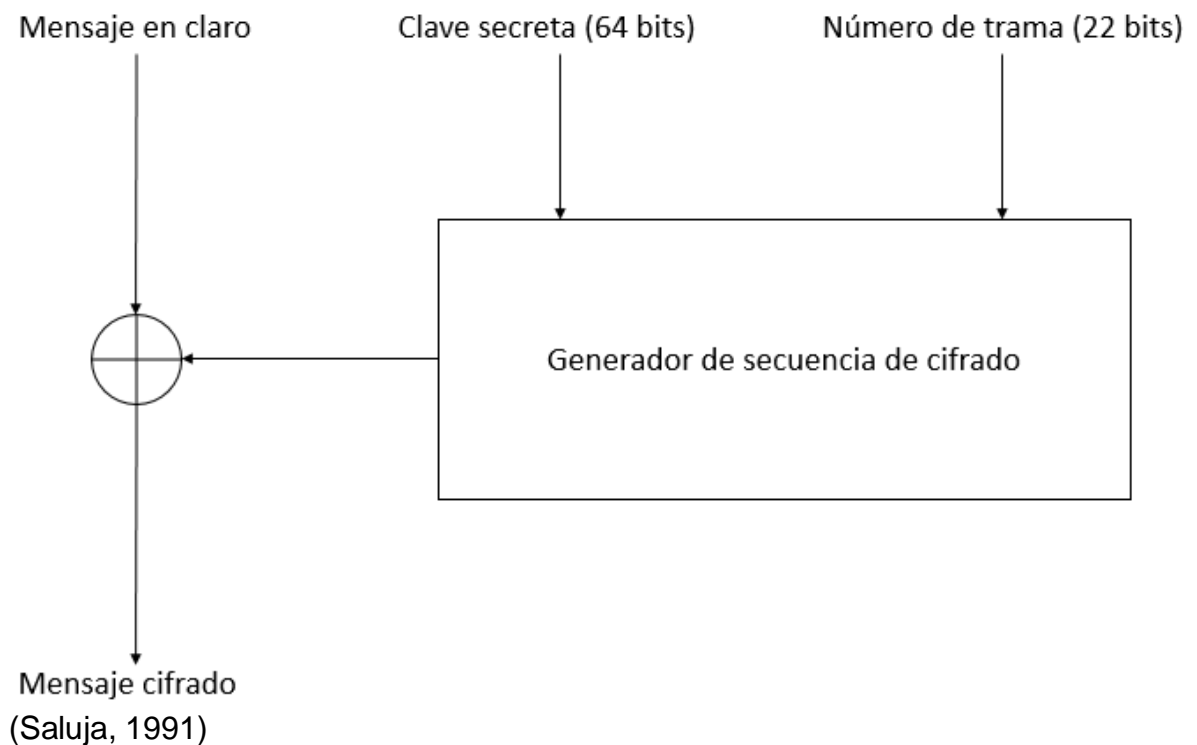 Mensaje en claro
Clave secreta (64 bits)
Número de trama (22 bits)
Generador de secuencia de cifrado
Mensaje cifrado
(Saluja, 1991)